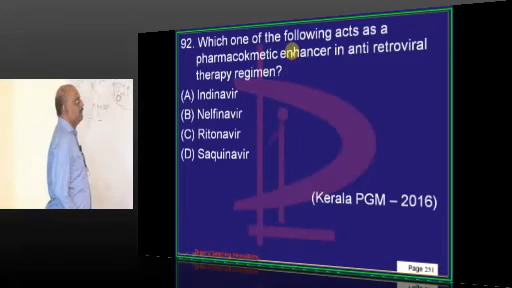 92. Which one of the following acts as a
pharmacokmetic enhancer in anti retroviral
therapy regimen?
(A) Indinavir
(B) Nelfinavir
(C) Ritonavir
(D) Saquinavir
(Kerala PGM – 2016)
Page 231